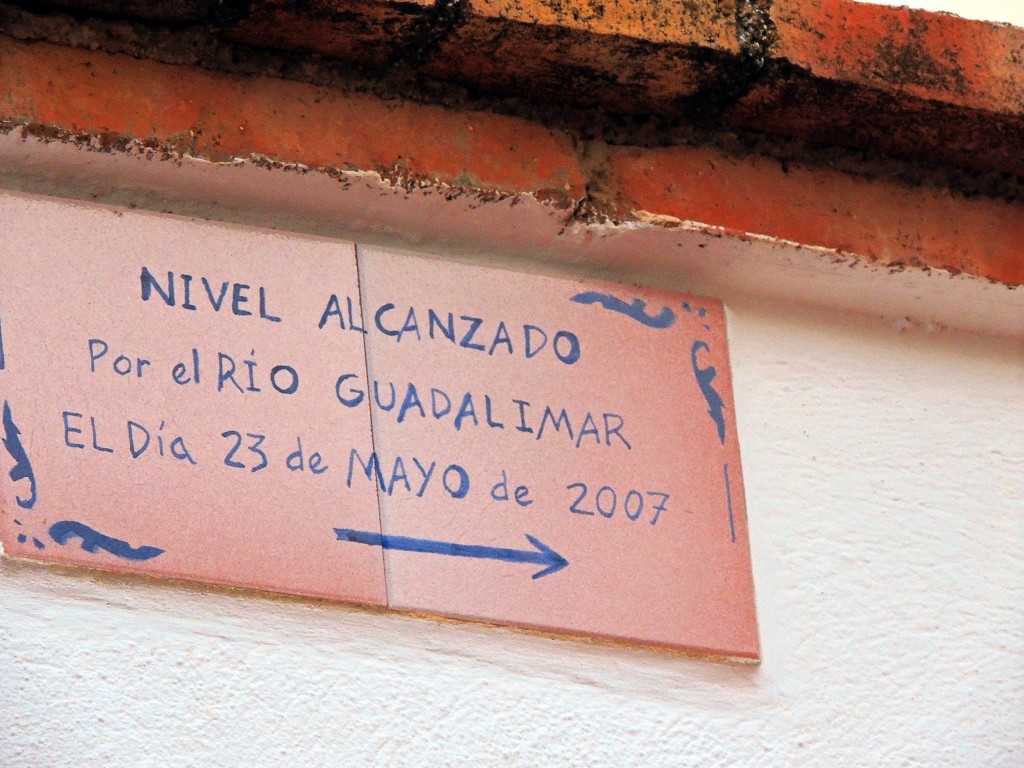 NIVEL ALCANZADO
Por el RÍO GUADALIMAR
EL Día 23 de MAYO de 2007